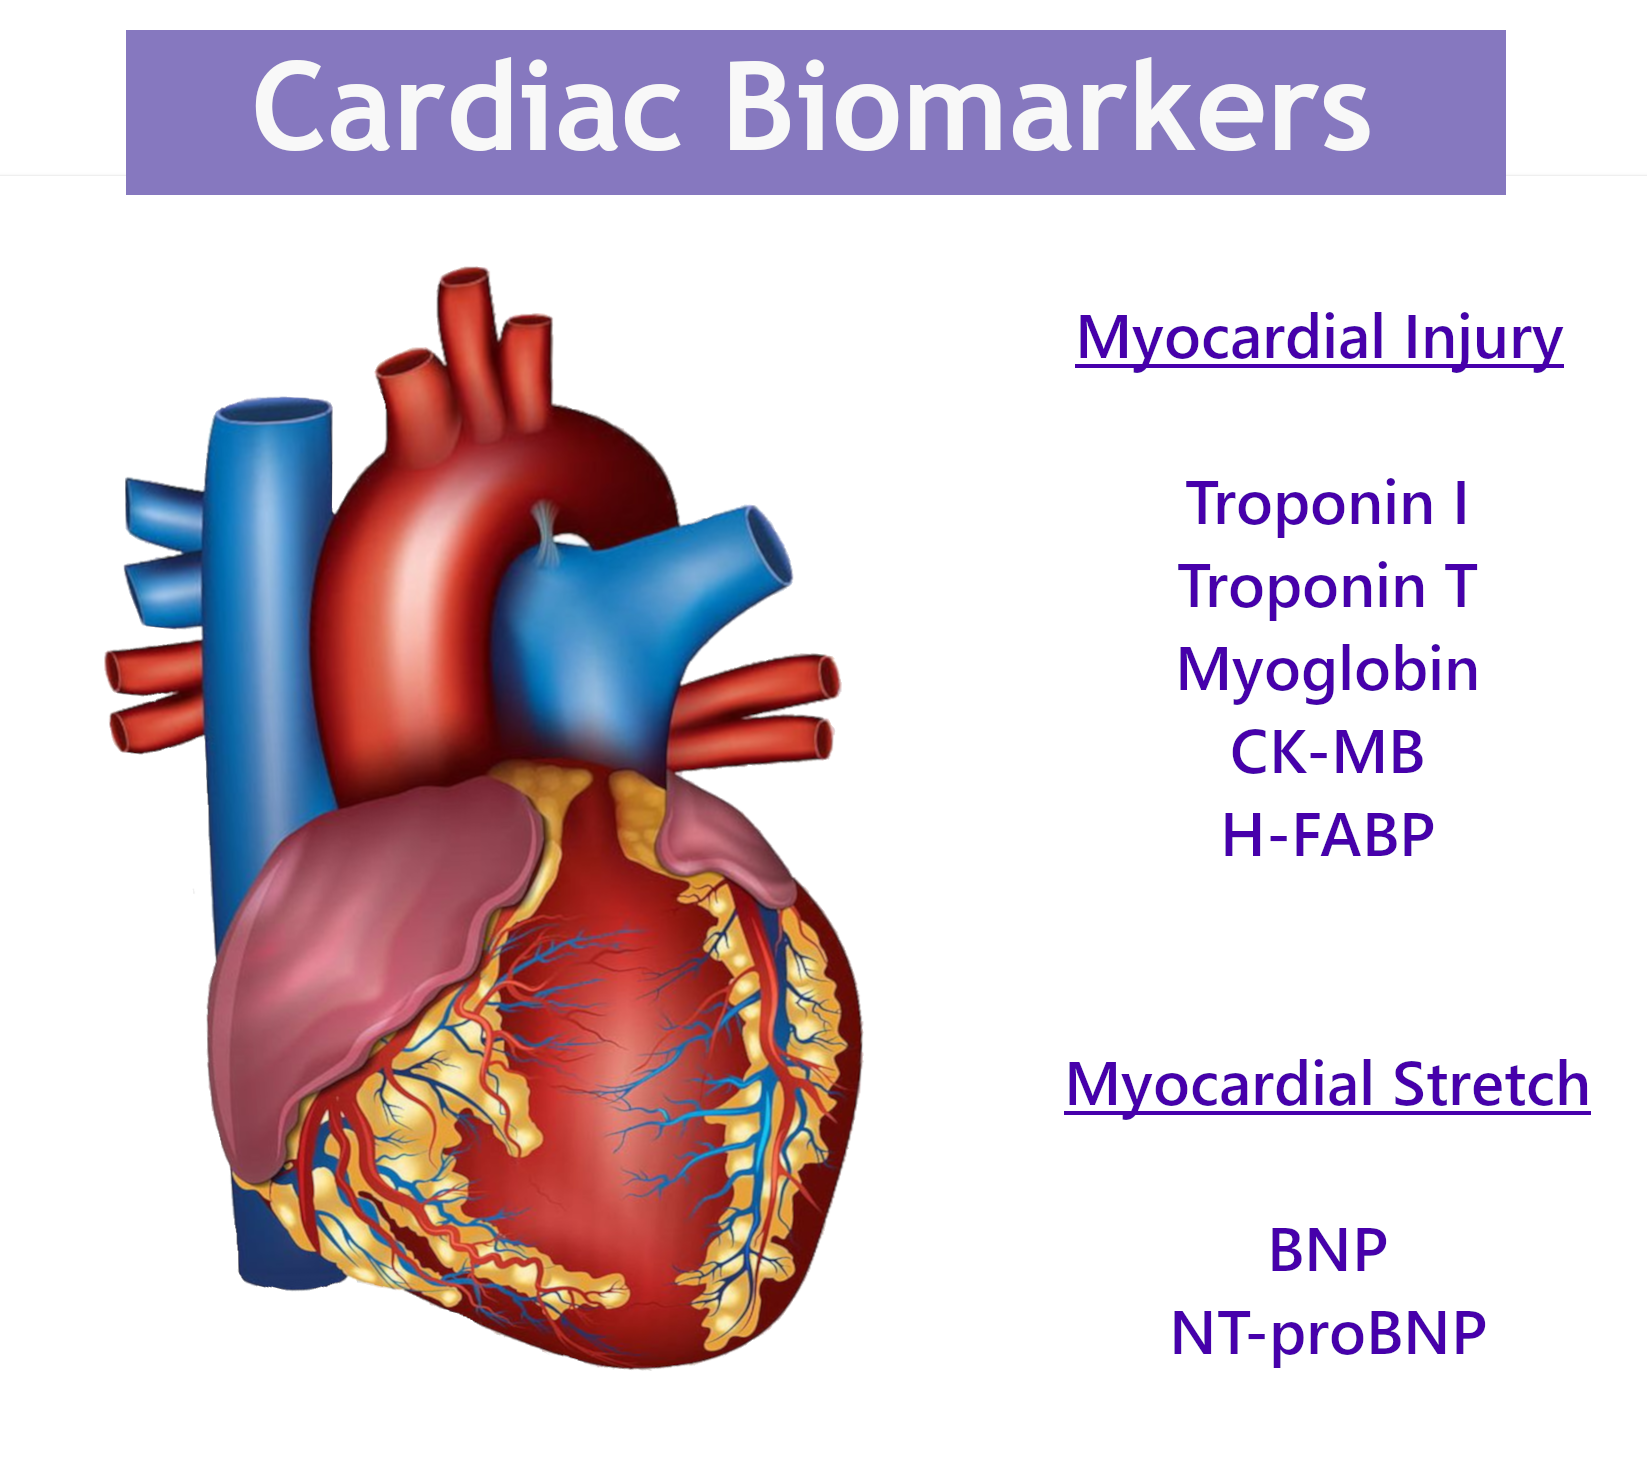 Cardiac Biomarkers
Myocardial Injury
Troponin I
Troponin T
Myoglobin
CK-MB
H-FABP
Myocardial Stretch
BNP
NT-proBNP